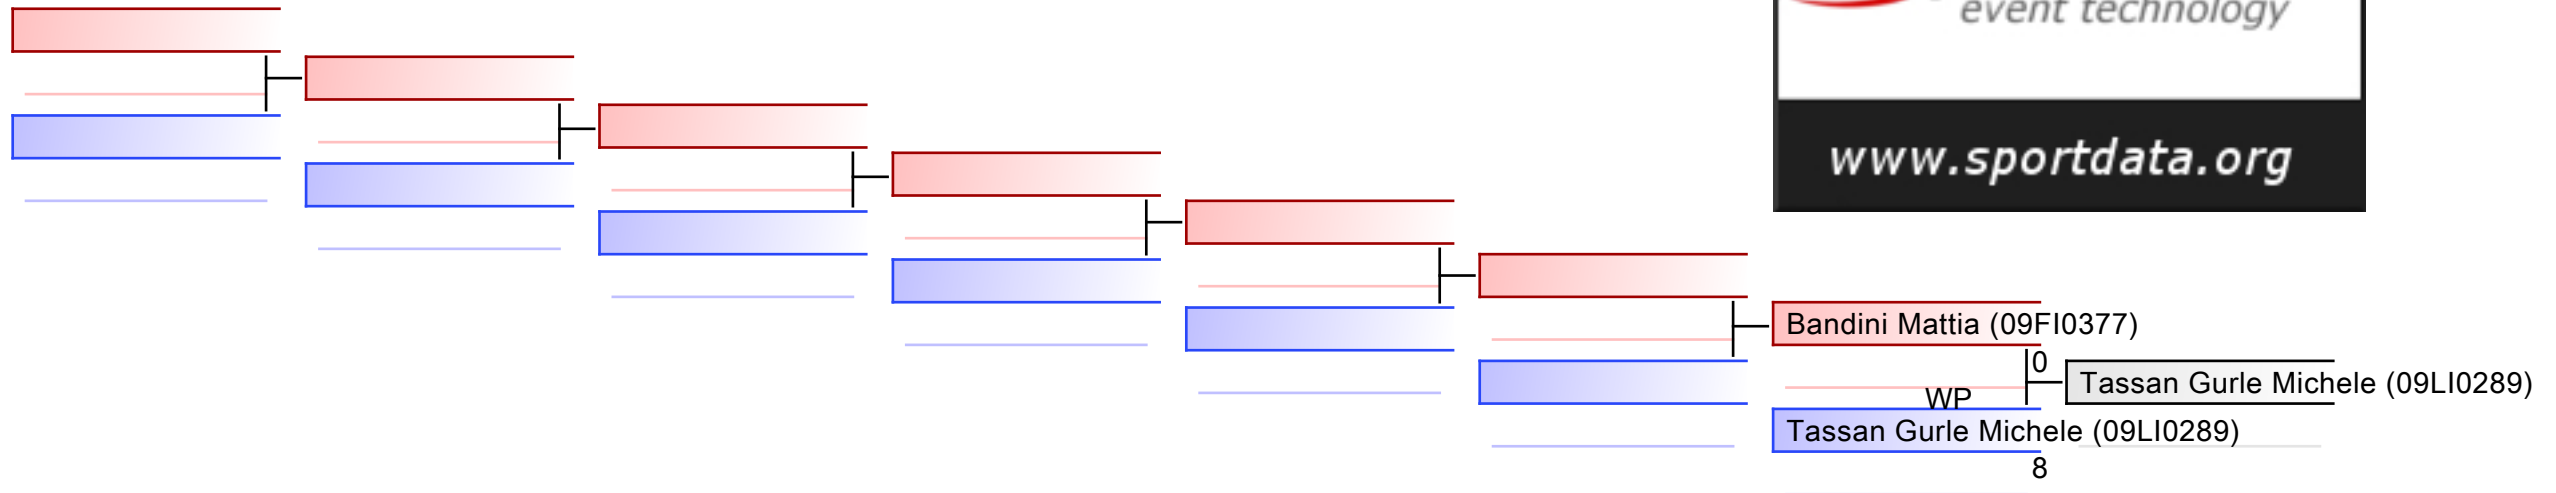 event technology
www.sportdata.org
Bandini Mattia (09FI0377)
0
Tassan Gurle Michele (09LI0289)
WP
Tassan Gurle Michele (09LI0289)
8